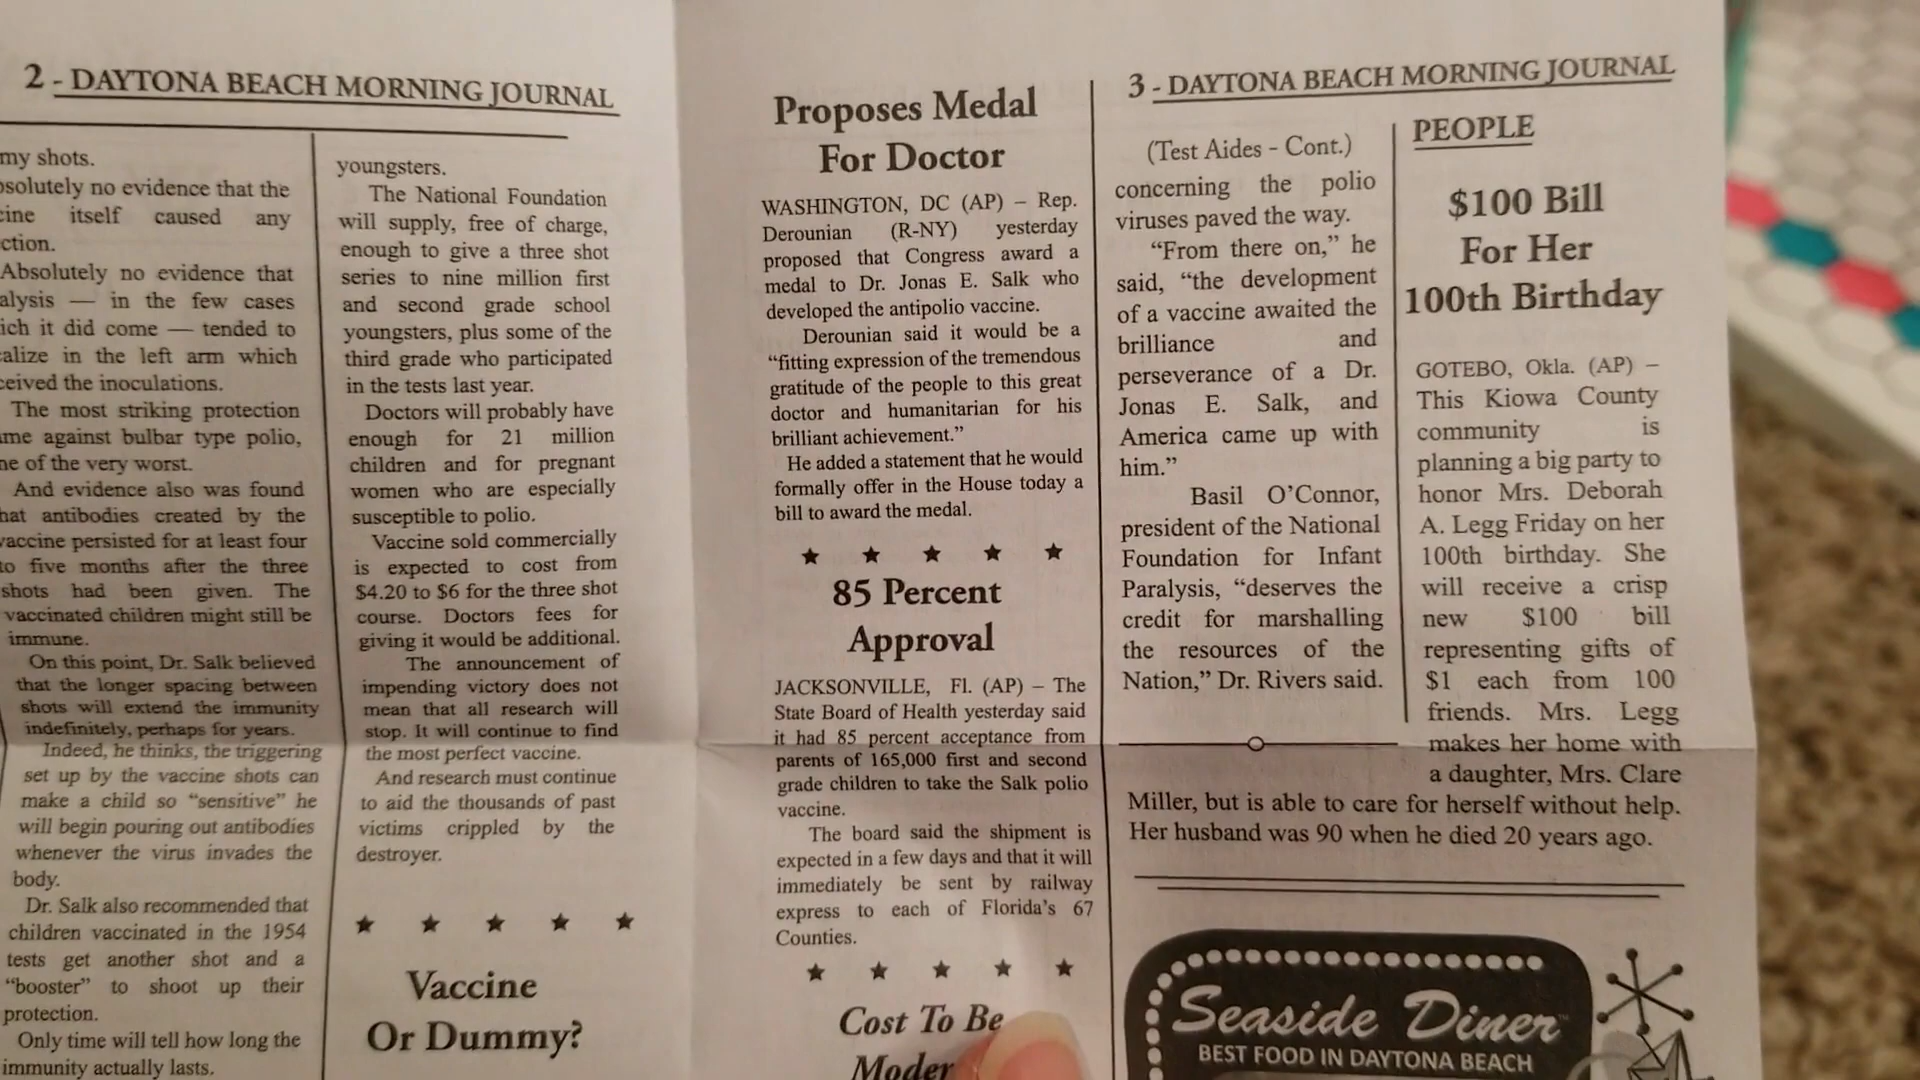 2 - DAYTONA BEACH MORNING JOURNAL
my shots.
absolutely no evidence that the
itself caused any
Absolutely no evidence that
— in the few cases
it did come — tended to
in the left arm which
the inoculations.
The most striking protection
against bulbar type polio,
of the very worst.
And evidence also was found
that antibodies created by the
vaccine persisted for at least four
to five months after the three
shots had been given. The
vaccinated children might still be
immune.
On this point, Dr. Salk believed
that the longer spacing between
shots will extend the immunity
indefinitely, perhaps for years.
Indeed, he thinks, the triggering
set up by the vaccine shots can
make a child so “sensitive” he
will begin pouring out antibodies
whenever the virus invades the
body.
Dr. Salk also recommended that
children vaccinated in the 1954
tests get another shot and a
“booster” to shoot up their
protection.
Only time will tell how long the
immunity actually lasts.
youngsters.
The National Foundation
will supply, free of charge,
enough to give a three shot
series to nine million first
and second grade school
youngsters, plus some of the
third grade who participated
in the tests last year.
Doctors will probably have
enough for 21 million
children and for pregnant
women who are especially
susceptible to polio.
Vaccine sold commercially
is expected to cost from
$4.20 to $6 for the three shot
course. Doctors fees for
giving it would be additional.
The announcement of
impending victory does not
mean that all research will
stop. It will continue to find
the most perfect vaccine.
And research must continue
to aid the thousands of past
victims crippled by the
destroyer.
★ ★ ★ ★ ★
Vaccine
Or Dummy?
Proposes Medal
For Doctor
WASHINGTON, DC (AP) – Rep.
Derounian (R-NY) yesterday
proposed that Congress award a
medal to Dr. Jonas E. Salk who
developed the antipolio vaccine.
Derounian said it would be a
“fitting expression of the tremendous
gratitude of the people to this great
doctor and humanitarian for his
brilliant achievement.”
He added a statement that he would
formally offer in the House today a
bill to award the medal.
★ ★ ★ ★ ★
85 Percent
Approval
JACKSONVILLE, Fl. (AP) – The
State Board of Health yesterday said
it had 85 percent acceptance from
parents of 165,000 first and second
grade children to take the Salk polio
vaccine.
The board said the shipment is
expected in a few days and that it will
immediately be sent by railway
express to each of Florida’s 67
Counties.
★ ★ ★ ★ ★
Cost To Be
3 - DAYTONA BEACH MORNING JOURNAL
(Test Aides - Cont.)
concerning the polio
viruses paved the way.
“From there on,” he
said, “the development
of a vaccine awaited the
brilliance and
perseverance of a Dr.
Jonas E. Salk, and
America came up with
him.”
Basil O’Connor,
president of the National
Foundation for Infant
Paralysis, “deserves the
credit for marshalling
the resources of the
Nation,” Dr. Rivers said.
PEOPLE
$100 Bill
For Her
100th Birthday
GOTEBO, Okla. (AP) –
This Kiowa County
community is
planning a big party to
honor Mrs. Deborah
A. Legg Friday on her
100th birthday. She
will receive a crisp
new $100 bill
representing gifts of
$1 each from 100
friends. Mrs. Legg
makes her home with
a daughter, Mrs. Clare
Miller, but is able to care for herself without help.
Her husband was 90 when he died 20 years ago.
Seaside Diner™
BEST FOOD IN DAYTONA BEACH